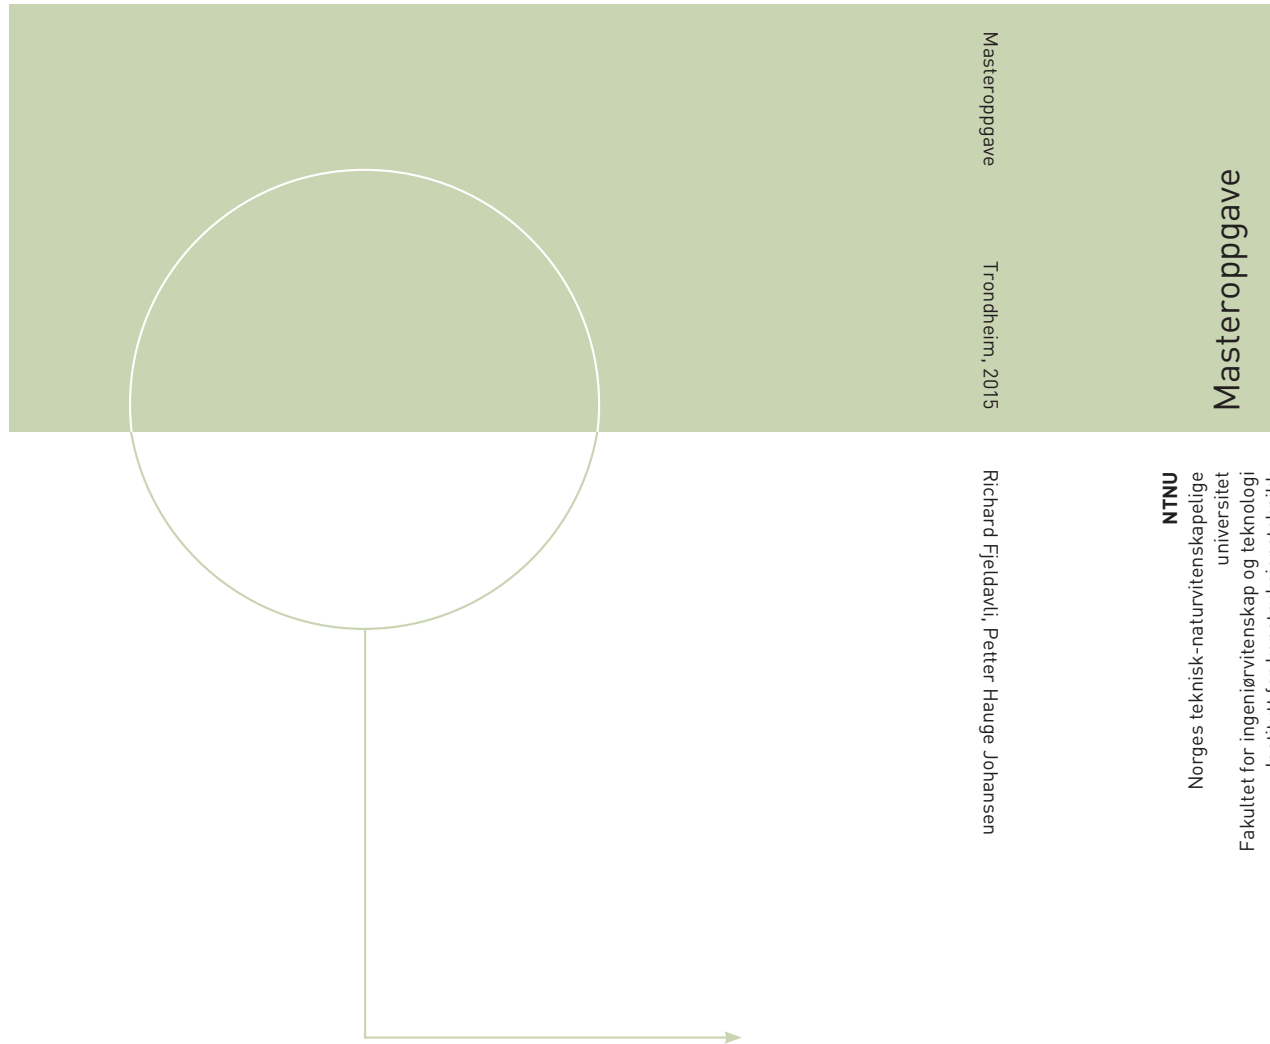 Masteroppgave
Trondheim, 2015
Richard Fjeldavli, Petter Hauge Johansen
Masteroppgave
NTNU
Norges teknisk-naturvitenskapelige
universitet
Fakultet for ingeniørvitenskap og teknologi